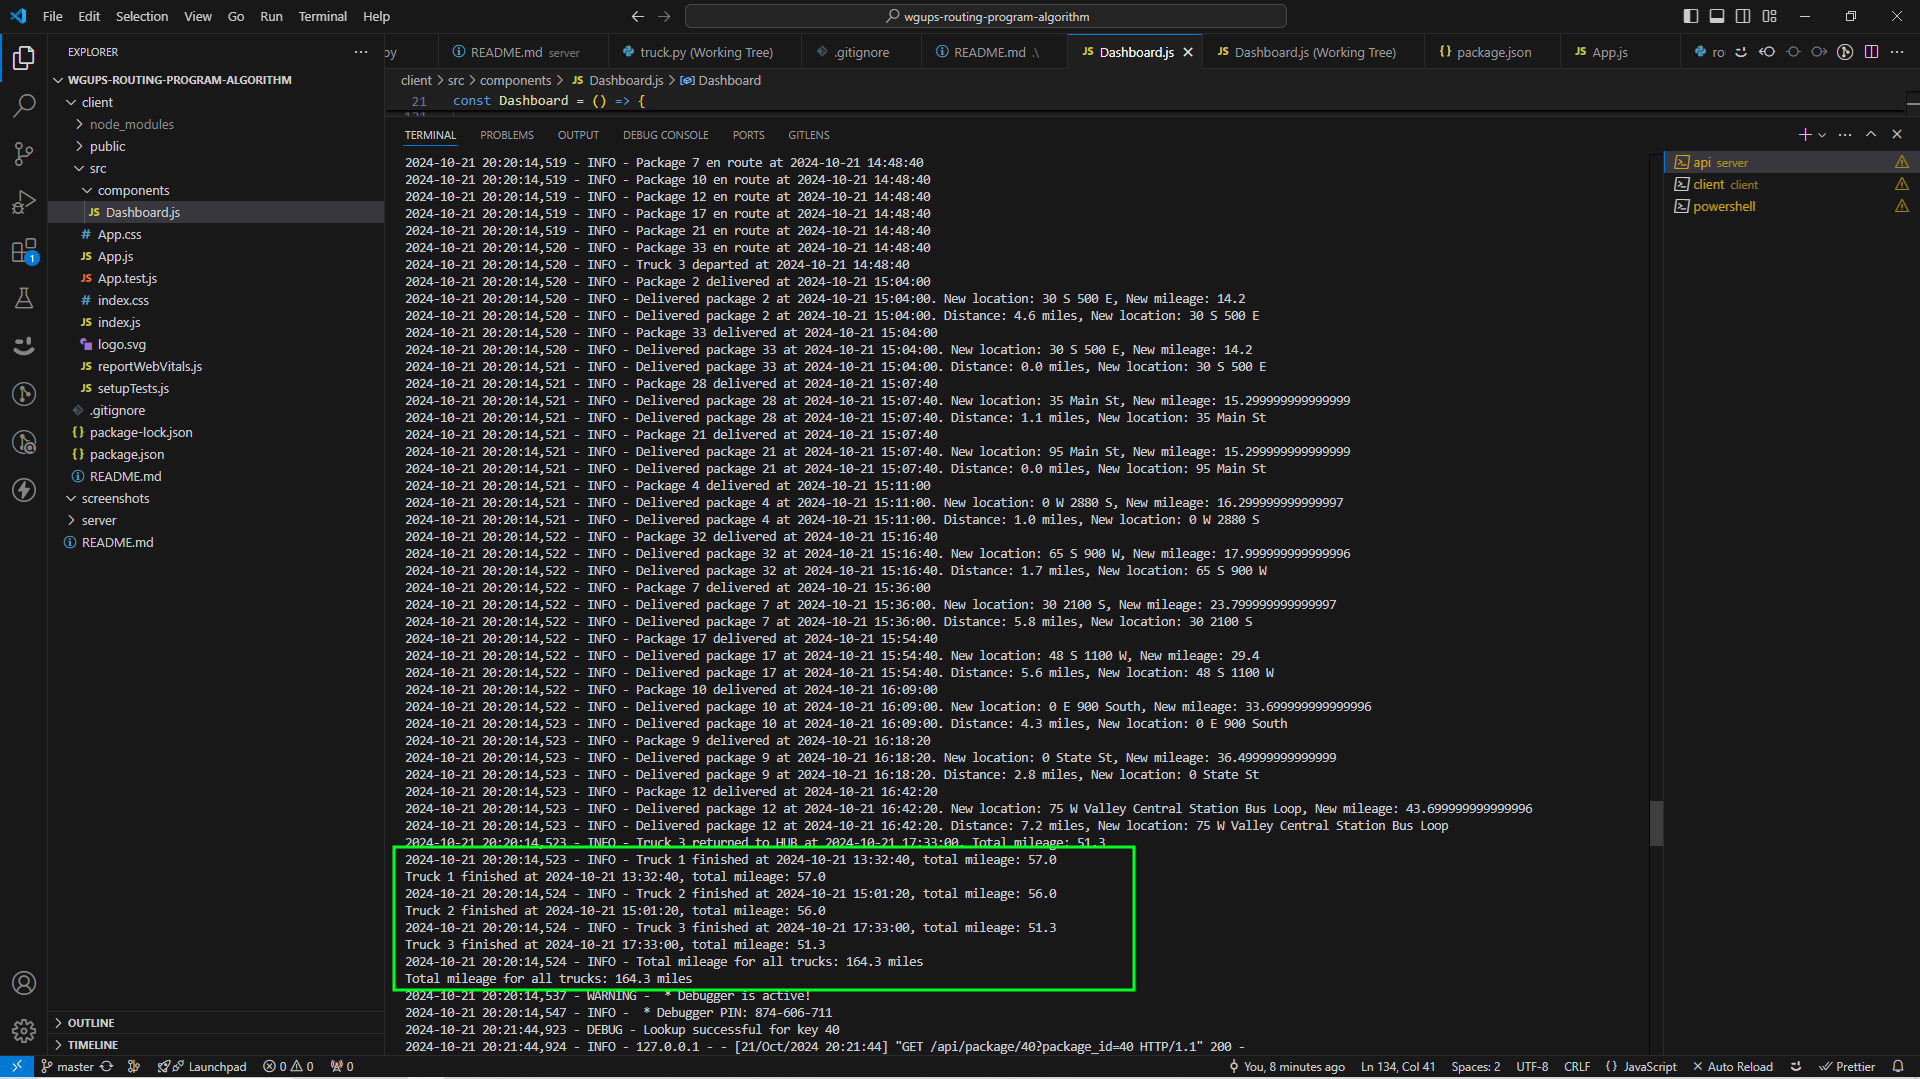 File Edit Selection View Go Run Terminal Help
wgups-routing-program-algorithm
EXPLORER
WGUPS-ROUTING-PROGRAM-ALGORITHM
client
node_modules
public
src
components
JS Dashboard.js
# App.css
JS App.js
JS App.test.js
# index.css
JS index.js
logo.svg
JS reportWebVitals.js
JS setupTests.js
.gitignore
{} package-lock.json
{} package.json
README.md
screenshots
server
README.md
OUTLINE
TIMELINE
py README.md server truck.py (Working Tree) .gitignore README.md .\ JS Dashboard.js JS Dashboard.js (Working Tree) {} package.json JS App.js ro
client > src > components > JS Dashboard.js > Dashboard
21 const Dashboard = () => {
TERMINAL PROBLEMS OUTPUT DEBUG CONSOLE PORTS GITLENS
2024-10-21 20:20:14,519 - INFO - Package 7 en route at 2024-10-21 14:48:40
2024-10-21 20:20:14,519 - INFO - Package 10 en route at 2024-10-21 14:48:40
2024-10-21 20:20:14,519 - INFO - Package 12 en route at 2024-10-21 14:48:40
2024-10-21 20:20:14,519 - INFO - Package 17 en route at 2024-10-21 14:48:40
2024-10-21 20:20:14,519 - INFO - Package 21 en route at 2024-10-21 14:48:40
2024-10-21 20:20:14,520 - INFO - Package 33 en route at 2024-10-21 14:48:40
2024-10-21 20:20:14,520 - INFO - Truck 3 departed at 2024-10-21 14:48:40
2024-10-21 20:20:14,520 - INFO - Package 2 delivered at 2024-10-21 15:04:00
2024-10-21 20:20:14,520 - INFO - Delivered package 2 at 2024-10-21 15:04:00. New location: 30 S 500 E, New mileage: 14.2
2024-10-21 20:20:14,520 - INFO - Delivered package 2 at 2024-10-21 15:04:00. Distance: 4.6 miles, New location: 30 S 500 E
2024-10-21 20:20:14,520 - INFO - Package 33 delivered at 2024-10-21 15:04:00
2024-10-21 20:20:14,520 - INFO - Delivered package 33 at 2024-10-21 15:04:00. New location: 30 S 500 E, New mileage: 14.2
2024-10-21 20:20:14,521 - INFO - Delivered package 33 at 2024-10-21 15:04:00. Distance: 0.0 miles, New location: 30 S 500 E
2024-10-21 20:20:14,521 - INFO - Package 28 delivered at 2024-10-21 15:07:40
2024-10-21 20:20:14,521 - INFO - Delivered package 28 at 2024-10-21 15:07:40. New location: 35 Main St, New mileage: 15.299999999999999
2024-10-21 20:20:14,521 - INFO - Delivered package 28 at 2024-10-21 15:07:40. Distance: 1.1 miles, New location: 35 Main St
2024-10-21 20:20:14,521 - INFO - Package 21 delivered at 2024-10-21 15:07:40
2024-10-21 20:20:14,521 - INFO - Delivered package 21 at 2024-10-21 15:07:40. New location: 95 Main St, New mileage: 15.299999999999999
2024-10-21 20:20:14,521 - INFO - Delivered package 21 at 2024-10-21 15:07:40. Distance: 0.0 miles, New location: 95 Main St
2024-10-21 20:20:14,521 - INFO - Package 4 delivered at 2024-10-21 15:11:00
2024-10-21 20:20:14,521 - INFO - Delivered package 4 at 2024-10-21 15:11:00. New location: 0 W 2880 S, New mileage: 16.299999999999997
2024-10-21 20:20:14,521 - INFO - Delivered package 4 at 2024-10-21 15:11:00. Distance: 1.0 miles, New location: 0 W 2880 S
2024-10-21 20:20:14,522 - INFO - Package 32 delivered at 2024-10-21 15:16:40
2024-10-21 20:20:14,522 - INFO - Delivered package 32 at 2024-10-21 15:16:40. New location: 65 S 900 W, New mileage: 17.999999999999996
2024-10-21 20:20:14,522 - INFO - Delivered package 32 at 2024-10-21 15:16:40. Distance: 1.7 miles, New location: 65 S 900 W
2024-10-21 20:20:14,522 - INFO - Package 7 delivered at 2024-10-21 15:36:00
2024-10-21 20:20:14,522 - INFO - Delivered package 7 at 2024-10-21 15:36:00. New location: 30 2100 S, New mileage: 23.799999999999997
2024-10-21 20:20:14,522 - INFO - Delivered package 7 at 2024-10-21 15:36:00. Distance: 5.8 miles, New location: 30 2100 S
2024-10-21 20:20:14,522 - INFO - Package 17 delivered at 2024-10-21 15:54:40
2024-10-21 20:20:14,522 - INFO - Delivered package 17 at 2024-10-21 15:54:40. New location: 48 S 1100 W, New mileage: 29.4
2024-10-21 20:20:14,522 - INFO - Delivered package 17 at 2024-10-21 15:54:40. Distance: 5.6 miles, New location: 48 S 1100 W
2024-10-21 20:20:14,522 - INFO - Package 10 delivered at 2024-10-21 16:09:00
2024-10-21 20:20:14,522 - INFO - Delivered package 10 at 2024-10-21 16:09:00. New location: 0 E 900 South, New mileage: 33.699999999999996
2024-10-21 20:20:14,523 - INFO - Delivered package 10 at 2024-10-21 16:09:00. Distance: 4.3 miles, New location: 0 E 900 South
2024-10-21 20:20:14,523 - INFO - Package 9 delivered at 2024-10-21 16:18:20
2024-10-21 20:20:14,523 - INFO - Delivered package 9 at 2024-10-21 16:18:20. New location: 0 State St, New mileage: 36.49999999999999
2024-10-21 20:20:14,523 - INFO - Delivered package 9 at 2024-10-21 16:18:20. Distance: 2.8 miles, New location: 0 State St
2024-10-21 20:20:14,523 - INFO - Package 12 delivered at 2024-10-21 16:42:20
2024-10-21 20:20:14,523 - INFO - Delivered package 12 at 2024-10-21 16:42:20. New location: 75 W Valley Central Station Bus Loop, New mileage: 43.699999999999996
2024-10-21 20:20:14,523 - INFO - Delivered package 12 at 2024-10-21 16:42:20. Distance: 7.2 miles, New location: 75 W Valley Central Station Bus Loop
2024-10-21 20:20:14,523 - INFO - Truck 3 returned to HUB at 2024-10-21 17:33:00. Total mileage: 51.3
2024-10-21 20:20:14,523 - INFO - Truck 1 finished at 2024-10-21 13:32:40, total mileage: 57.0
Truck 1 finished at 2024-10-21 13:32:40, total mileage: 57.0
2024-10-21 20:20:14,524 - INFO - Truck 2 finished at 2024-10-21 15:01:20, total mileage: 56.0
Truck 2 finished at 2024-10-21 15:01:20, total mileage: 56.0
2024-10-21 20:20:14,524 - INFO - Truck 3 finished at 2024-10-21 17:33:00, total mileage: 51.3
Truck 3 finished at 2024-10-21 17:33:00, total mileage: 51.3
2024-10-21 20:20:14,524 - INFO - Total mileage for all trucks: 164.3 miles
Total mileage for all trucks: 164.3 miles
2024-10-21 20:20:14,537 - WARNING -  * Debugger is active!
2024-10-21 20:20:14,547 - INFO -  * Debugger PIN: 874-606-711
2024-10-21 20:21:44,923 - DEBUG - Lookup successful for key 40
2024-10-21 20:21:44,924 - INFO - 127.0.0.1 - - [21/Oct/2024 20:21:44] "GET /api/package/40?package_id=40 HTTP/1.1" 200 -
api server
client client
powershell
1
master Launchpad 0 0 0 You, 8 minutes ago Ln 134, Col 41 Spaces: 2 UTF-8 CRLF {} JavaScript Auto Reload Prettier